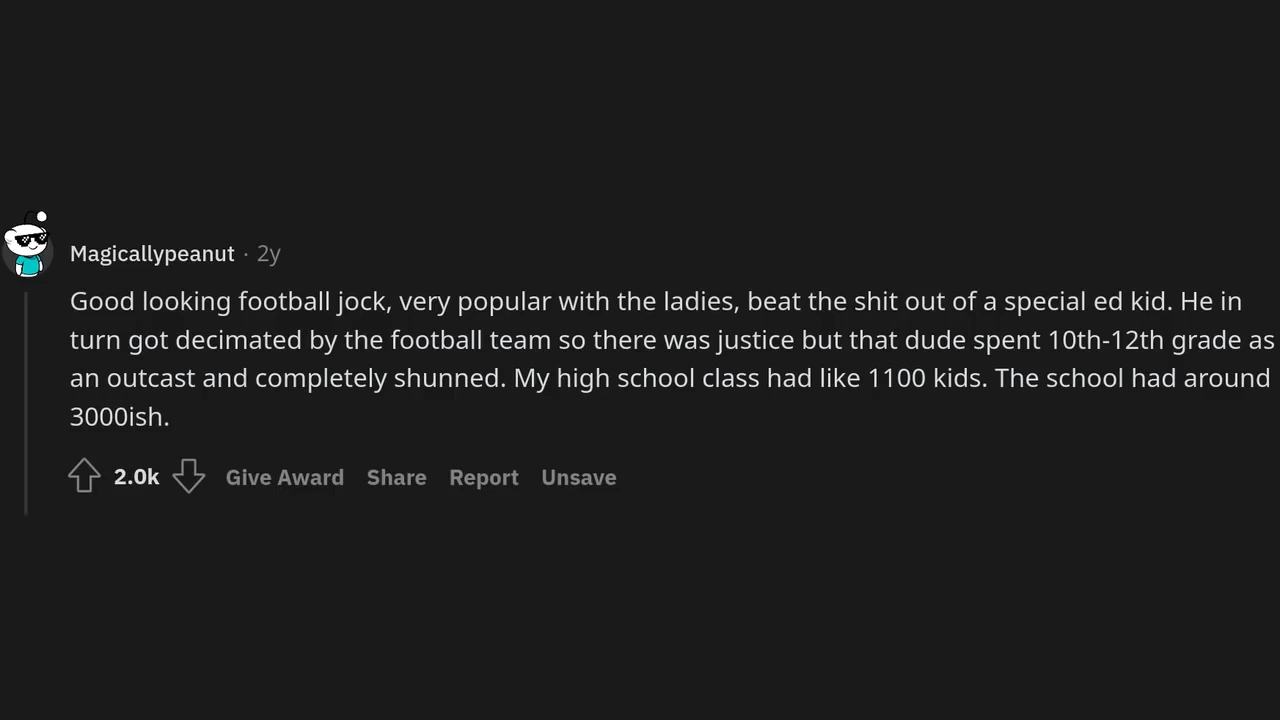 Magicallypeanut · 2y
Good looking football jock, very popular with the ladies, beat the shit out of a special ed kid. He in
turn got decimated by the football team so there was justice but that dude spent 10th-12th grade as
an outcast and completely shunned. My high school class had like 1100 kids. The school had around
3000ish.
2.0k Give Award Share Report Unsave